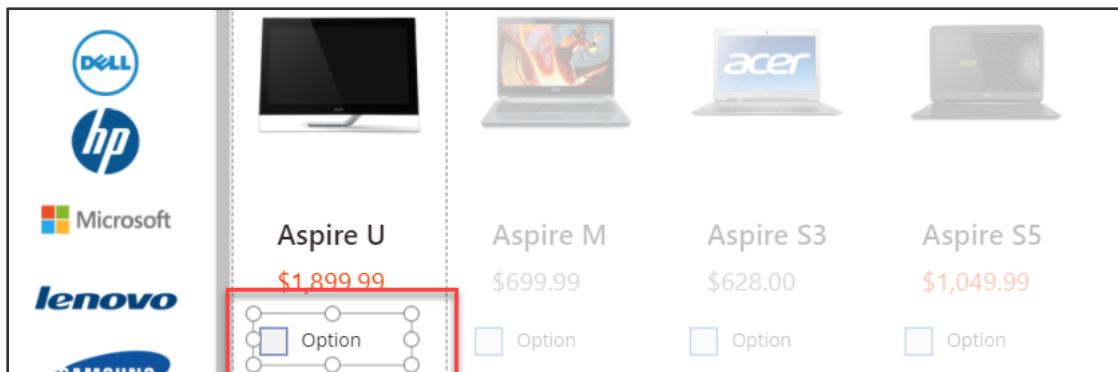 DELL
hp
Microsoft
lenovo
SAMSUNG
acer
Aspire U
Aspire M
Aspire S3
Aspire S5
$1,899.99
$699.99
$628.00
$1,049.99
Option
Option
Option
Option